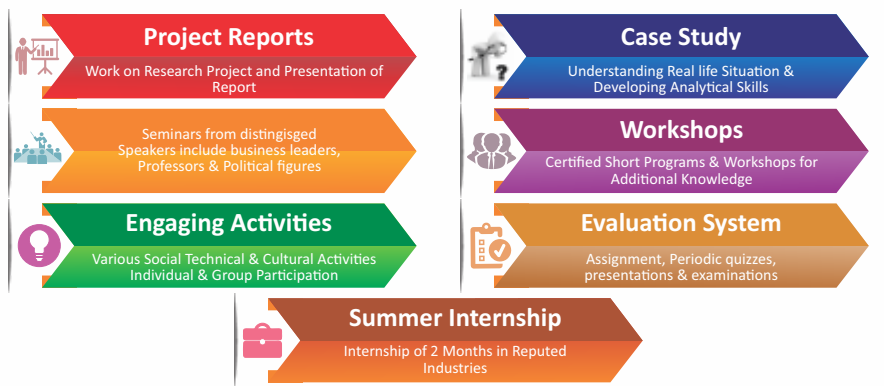 Project Reports
Work on Research Project and Presentation of
Report
Case Study
Understanding Real life Situation &
Developing Analytical Skills
Seminars from distingisged
Speakers include business leaders,
Professors & Political figures
Workshops
Certified Short Programs & Workshops for
Additional Knowledge
Engaging Activities
Various Social Technical & Cultural Activities
Individual & Group Participation
Evaluation System
Assignment, Periodic quizzes,
presentations & examinations
Summer Internship
Internship of 2 Months in Reputed
Industries